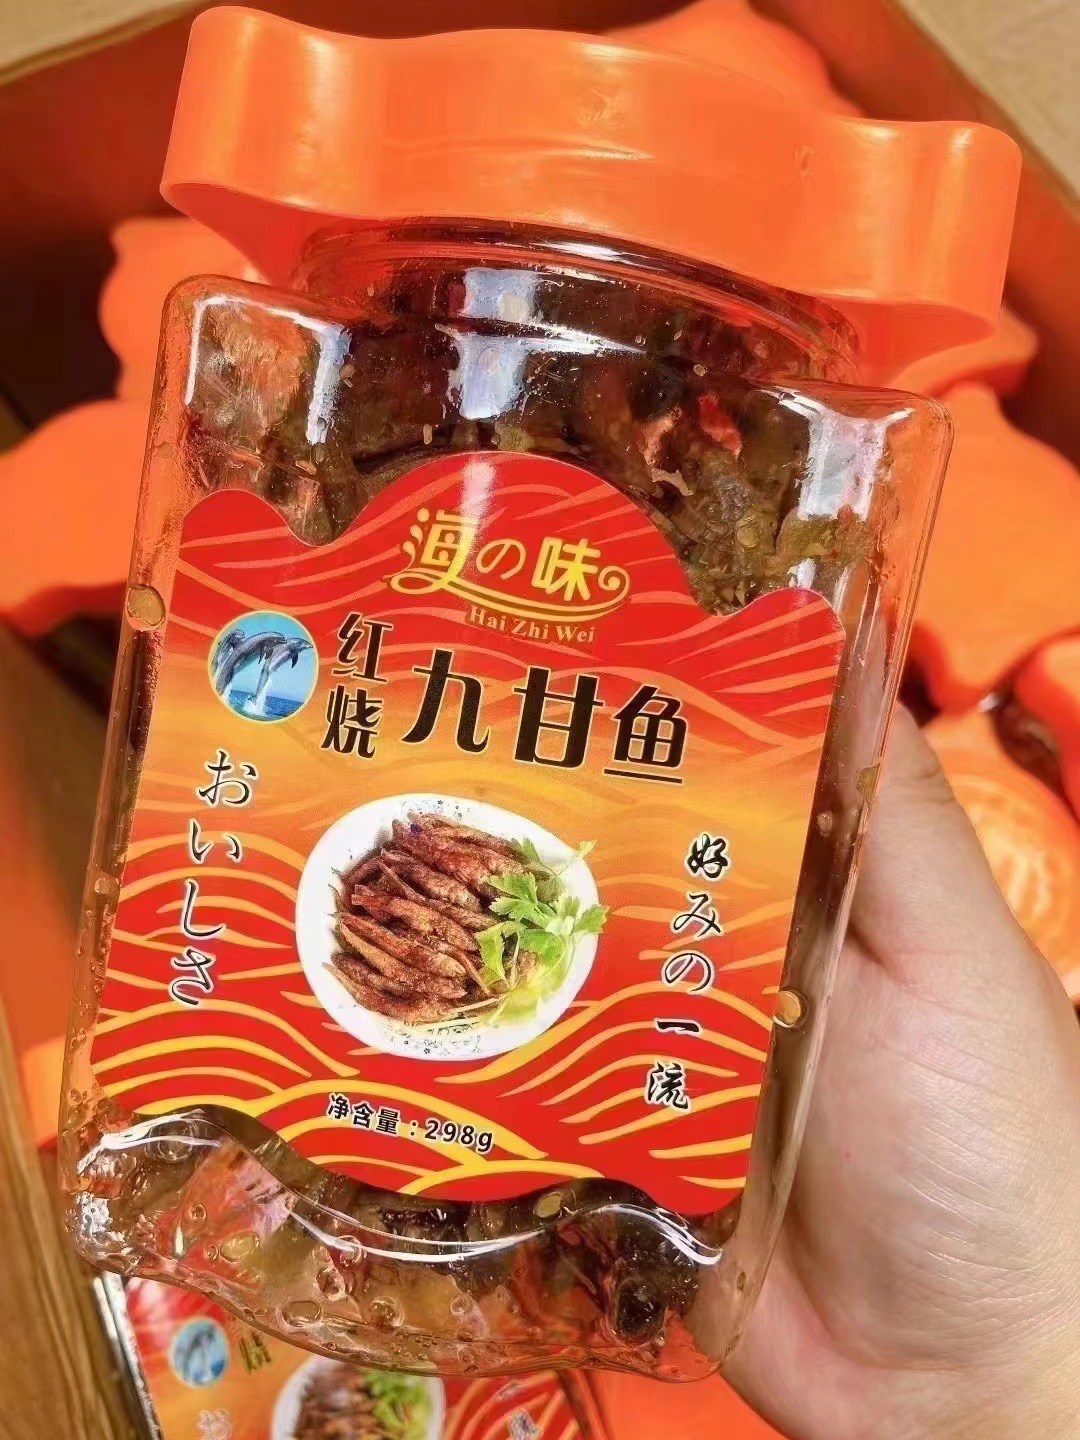 海の味
Hai Zhi Wei
红烧
九甘鱼
おいしさ
好みの一流
净含量：298g
烧